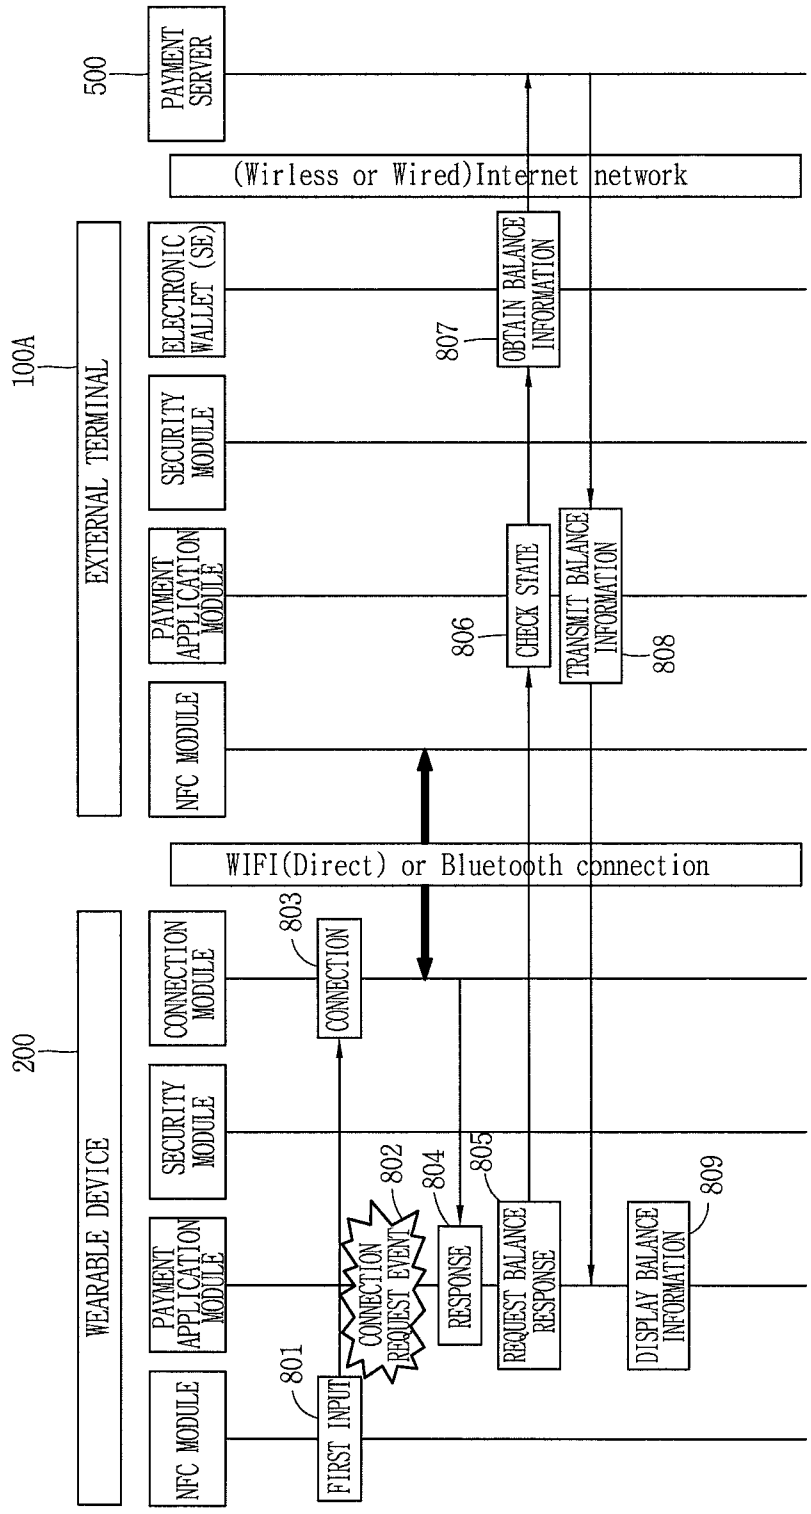 200
100A
500
WEARABLE DEVICE
EXTERNAL TERMINAL
NFC MODULE
PAYMENT
APPLICATION
MODULE
SECURITY
MODULE
CONNECTION
MODULE
NFC MODULE
PAYMENT
APPLICATION
MODULE
SECURITY
MODULE
ELECTRONIC
WALLET (SE)
PAYMENT
SERVER
WIFI(Direct) or Bluetooth connection
(Wirless or Wired)Internet network
801
FIRST INPUT
803
CONNECTION
802
CONNECTION
REQUEST EVENT
804
RESPONSE
805
REQUEST BALANCE
RESPONSE
806
CHECK STATE
807
OBTAIN BALANCE
INFORMATION
TRANSMIT BALANCE
INFORMATION
808
DISPLAY BALANCE
INFORMATION
809